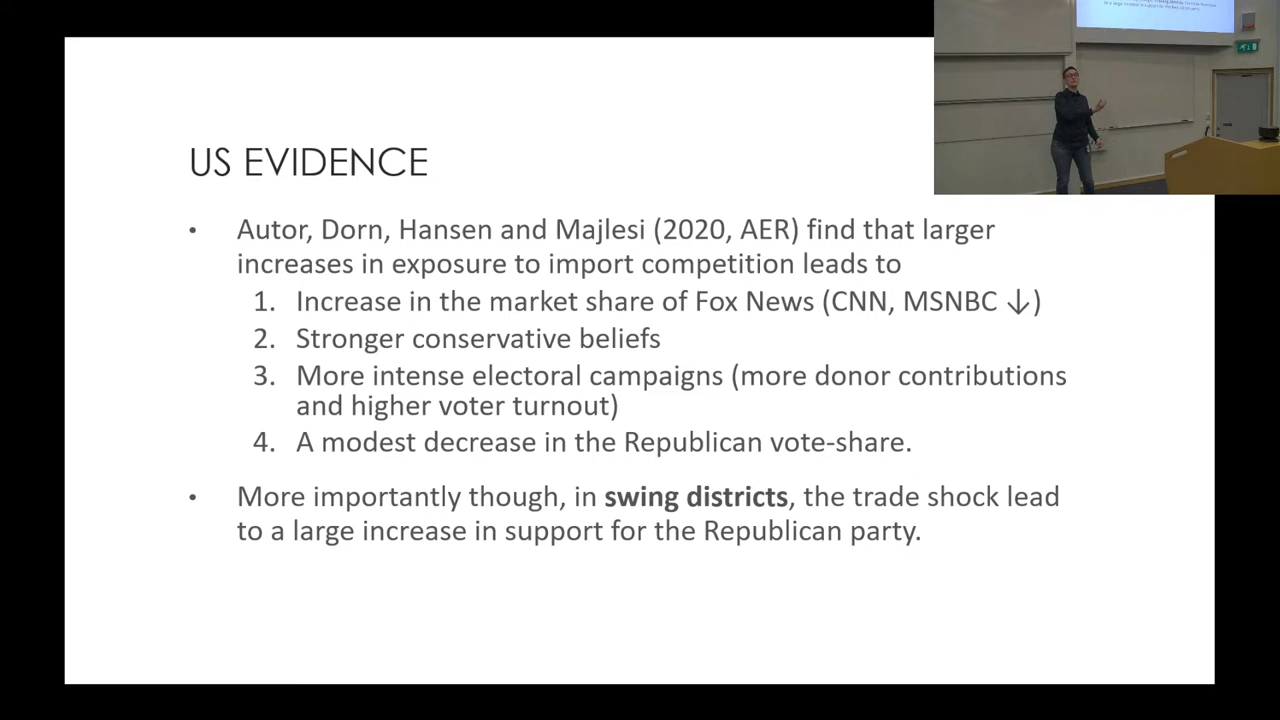 US EVIDENCE
• Autor, Dorn, Hansen and Majlesi (2020, AER) find that larger
increases in exposure to import competition leads to
1. Increase in the market share of Fox News (CNN, MSNBC ↓)
2. Stronger conservative beliefs
3. More intense electoral campaigns (more donor contributions
and higher voter turnout)
4. A modest decrease in the Republican vote-share.
• More importantly though, in swing districts, the trade shock lead
to a large increase in support for the Republican party.